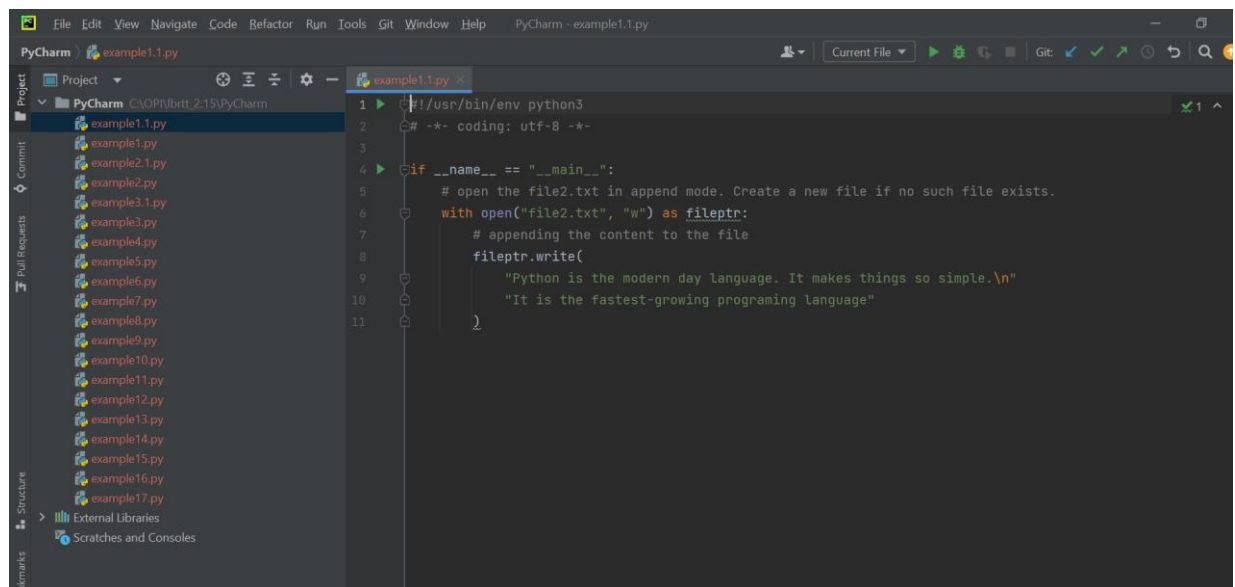 File Edit View Navigate Code Refactor Run Tools Git Window Help PyCharm - example1.1.py
PyCharm example1.1.py Current File Git:
Project
example1.1.py
Project
Commit
Pull Requests
Structure
PyCharm C:\OPI\lbrtt_2.15\PyCharm
example1.1.py
example1.py
example2.1.py
example2.py
example3.1.py
example3.py
example4.py
example5.py
example6.py
example7.py
example8.py
example9.py
example10.py
example11.py
example12.py
example13.py
example14.py
example15.py
example16.py
example17.py
External Libraries
Scratches and Consoles
1 #!/usr/bin/env python3
2 # -*- coding: utf-8 -*-
3
4 if __name__ == "__main__":
5 # open the file2.txt in append mode. Create a new file if no such file exists.
6 with open("file2.txt", "w") as fileptr:
7 # appending the content to the file
8 fileptr.write(
9 "Python is the modern day language. It makes things so simple.\n"
10 "It is the fastest-growing programing language"
11 )
1